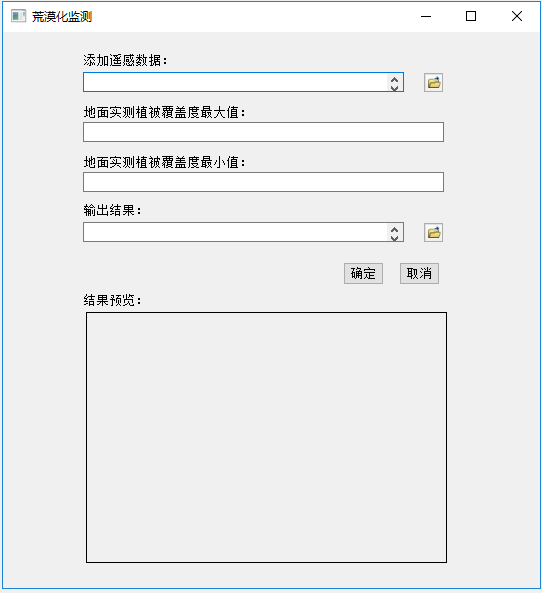 荒漠化监测
添加遥感数据：
地面实测植被覆盖度最大值：
地面实测植被覆盖度最小值：
输出结果：
确定 取消
结果预览：